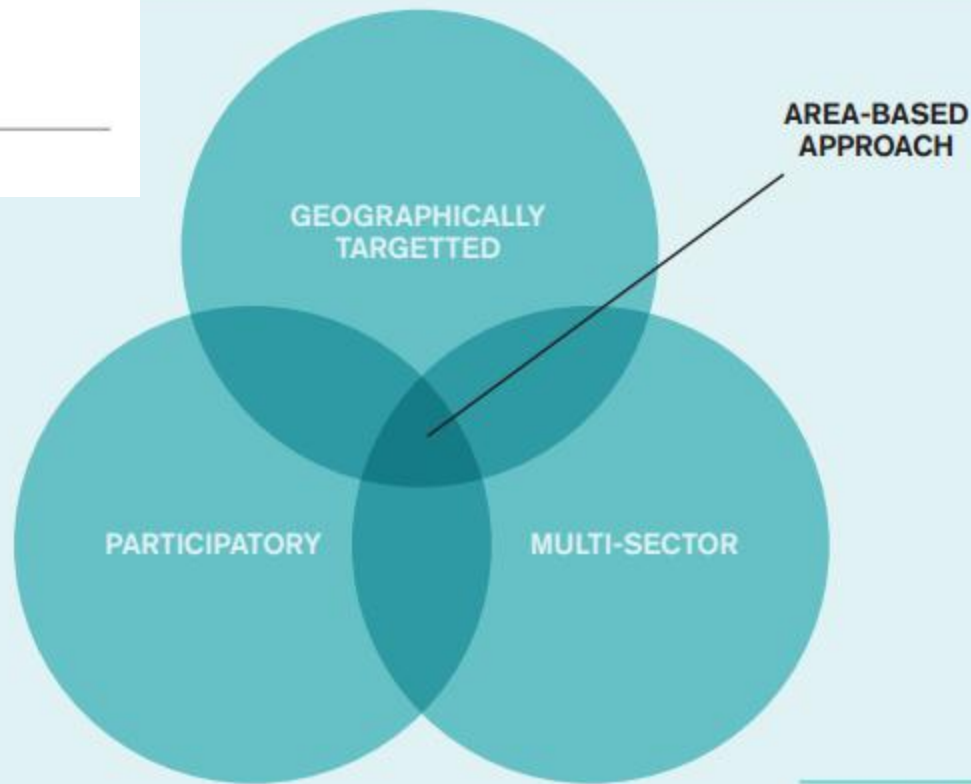 AREA-BASED
APPROACH
GEOGRAPHICALLY
TARGETTED
PARTICIPATORY
MULTI-SECTOR